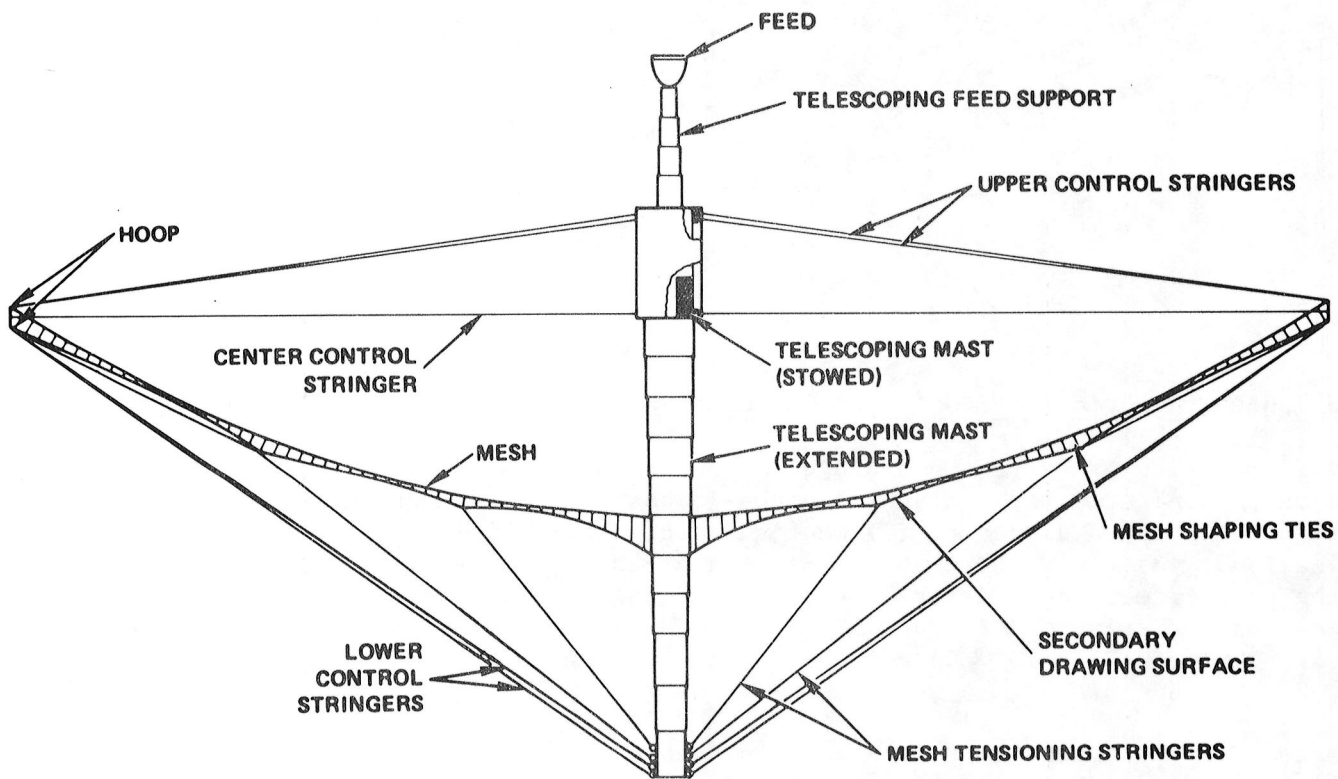 FEED
TELESCOPING FEED SUPPORT
UPPER CONTROL STRINGERS
HOOP
CENTER CONTROL
STRINGER
TELESCOPING MAST
(STOWED)
TELESCOPING MAST
(EXTENDED)
MESH
MESH SHAPING TIES
SECONDARY
DRAWING SURFACE
LOWER
CONTROL
STRINGERS
MESH TENSIONING STRINGERS